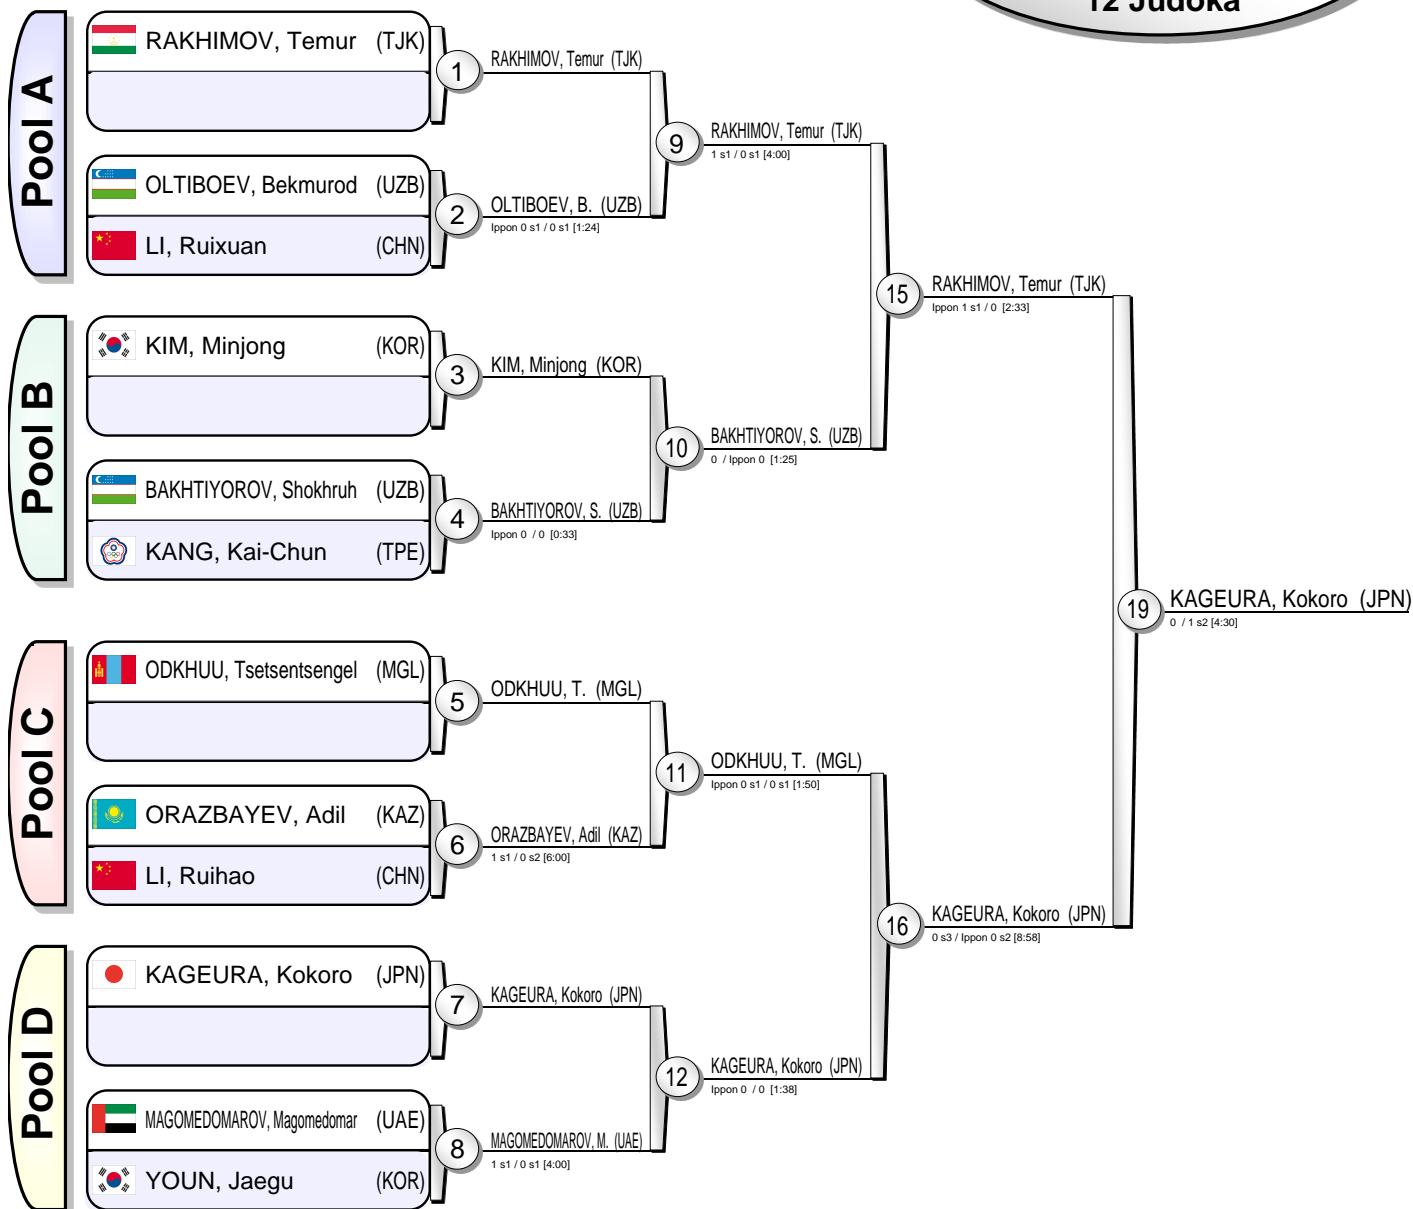 12 Judoka
Pool A
RAKHIMOV, Temur (TJK)
1
RAKHIMOV, Temur (TJK)
OLTIBOEV, Bekmurod (UZB)
LI, Ruixuan (CHN)
2
OLTIBOEV, B. (UZB)
Ippon 0 s1 / 0 s1 [1:24]
9
RAKHIMOV, Temur (TJK)
1 s1 / 0 s1 [4:00]
Pool B
KIM, Minjong (KOR)
3
KIM, Minjong (KOR)
BAKHTIYOROV, Shokhruh (UZB)
KANG, Kai-Chun (TPE)
4
BAKHTIYOROV, S. (UZB)
Ippon 0 / 0 [0:33]
10
BAKHTIYOROV, S. (UZB)
0 / Ippon 0 [1:25]
15
RAKHIMOV, Temur (TJK)
Ippon 1 s1 / 0 [2:33]
Pool C
ODKHUU, Tsetsentsengel (MGL)
5
ODKHUU, T. (MGL)
ORAZBAYEV, Adil (KAZ)
LI, Ruihao (CHN)
6
ORAZBAYEV, Adil (KAZ)
1 s1 / 0 s2 [6:00]
11
ODKHUU, T. (MGL)
Ippon 0 s1 / 0 s1 [1:50]
Pool D
KAGEURA, Kokoro (JPN)
7
KAGEURA, Kokoro (JPN)
MAGOMEDOMAROV, Magomedomar (UAE)
YOUN, Jaegu (KOR)
8
MAGOMEDOMAROV, M. (UAE)
1 s1 / 0 s1 [4:00]
12
KAGEURA, Kokoro (JPN)
Ippon 0 / 0 [1:38]
16
KAGEURA, Kokoro (JPN)
0 s3 / Ippon 0 s2 [8:58]
19
KAGEURA, Kokoro (JPN)
0 / 1 s2 [4:30]